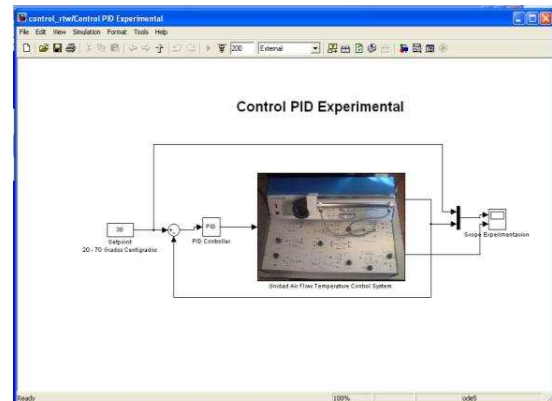 control_rtw/Control PID Experimental
File Edit View Simulation Format Tools Help
200 External
Control PID Experimental
30
Setpoint
20 - 70 Grados Centigrados
PID
PID Controller
Unidad Air Flow Temperature Control System
Scope Experimentacion
Ready 100% ode5